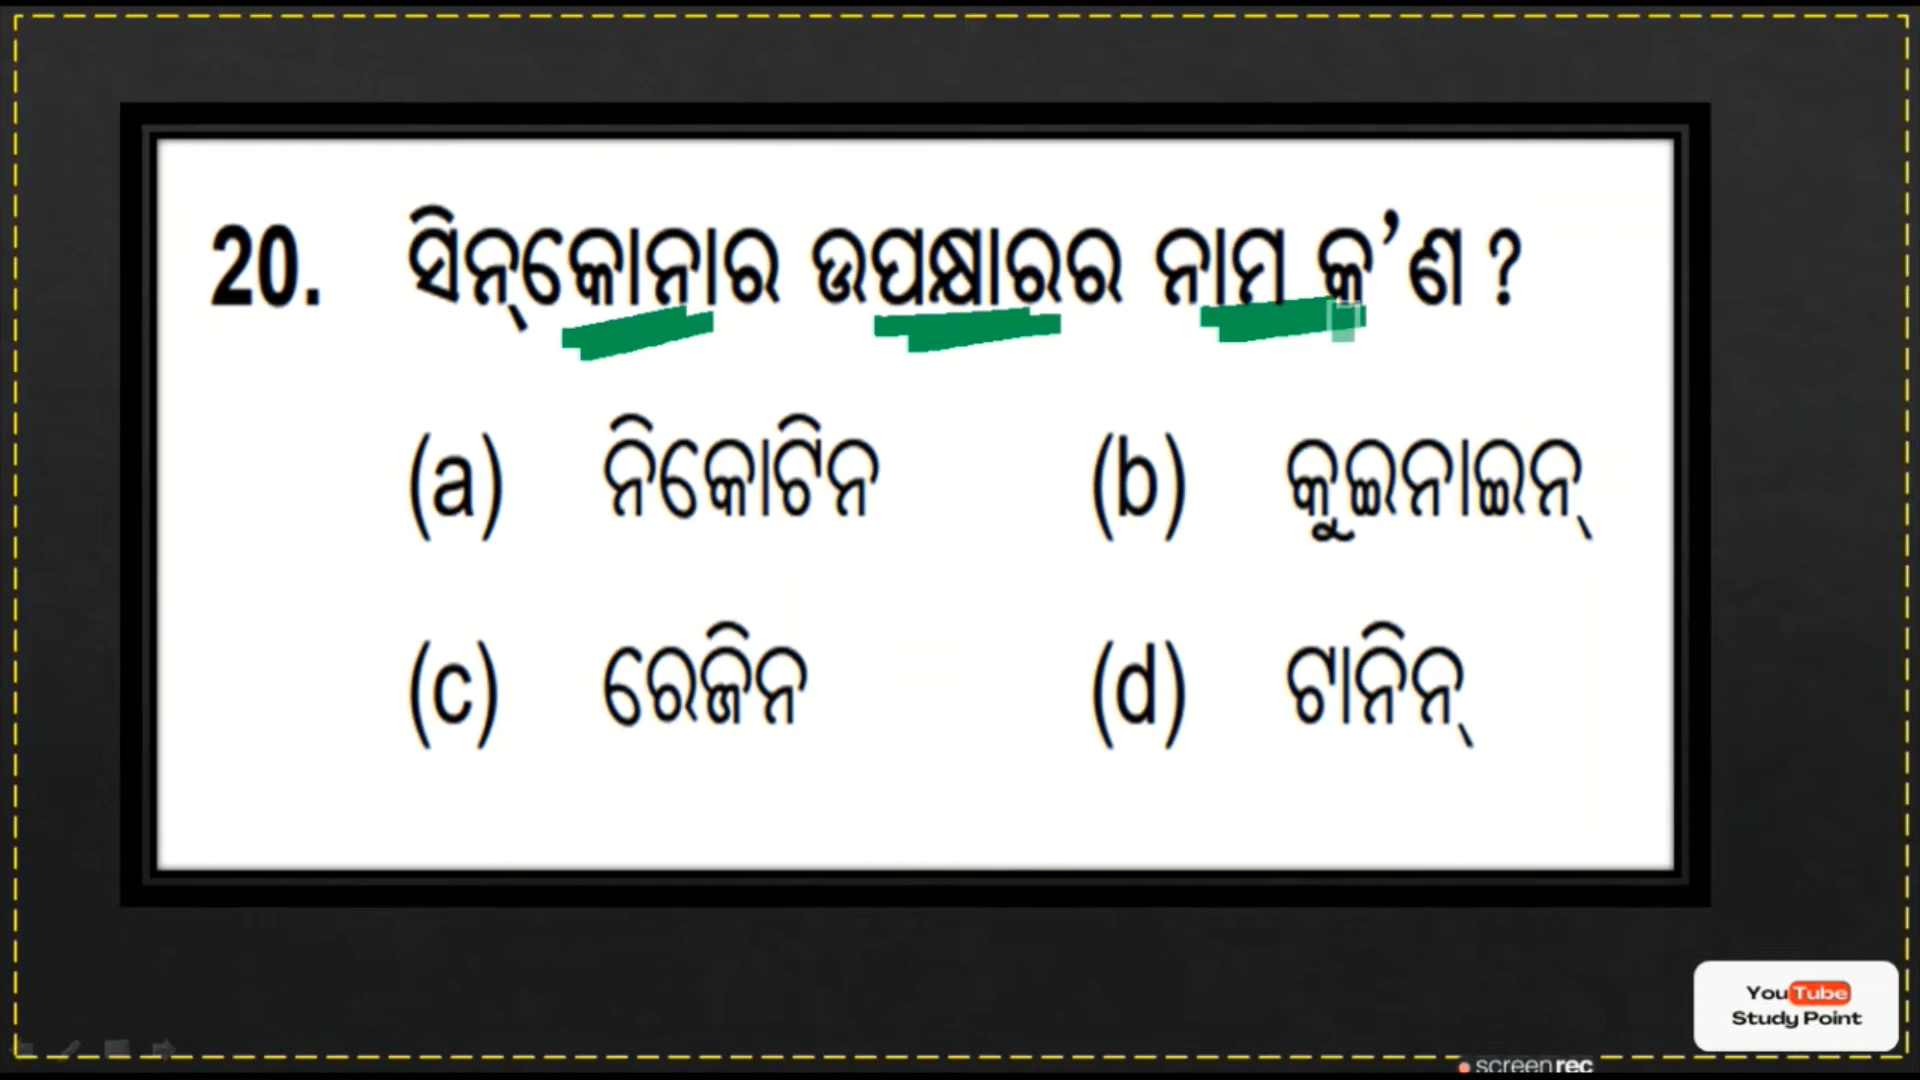 20. ସିନ୍‌କୋନାର ଉପକ୍ଷାରର ନାମ କ’ଣ ?
(a) ନିକୋଟିନ (b) କୁଇନାଇନ୍
(c) ରେଜିନ (d) ଟାନିନ୍
YouTube
Study Point
screenrec